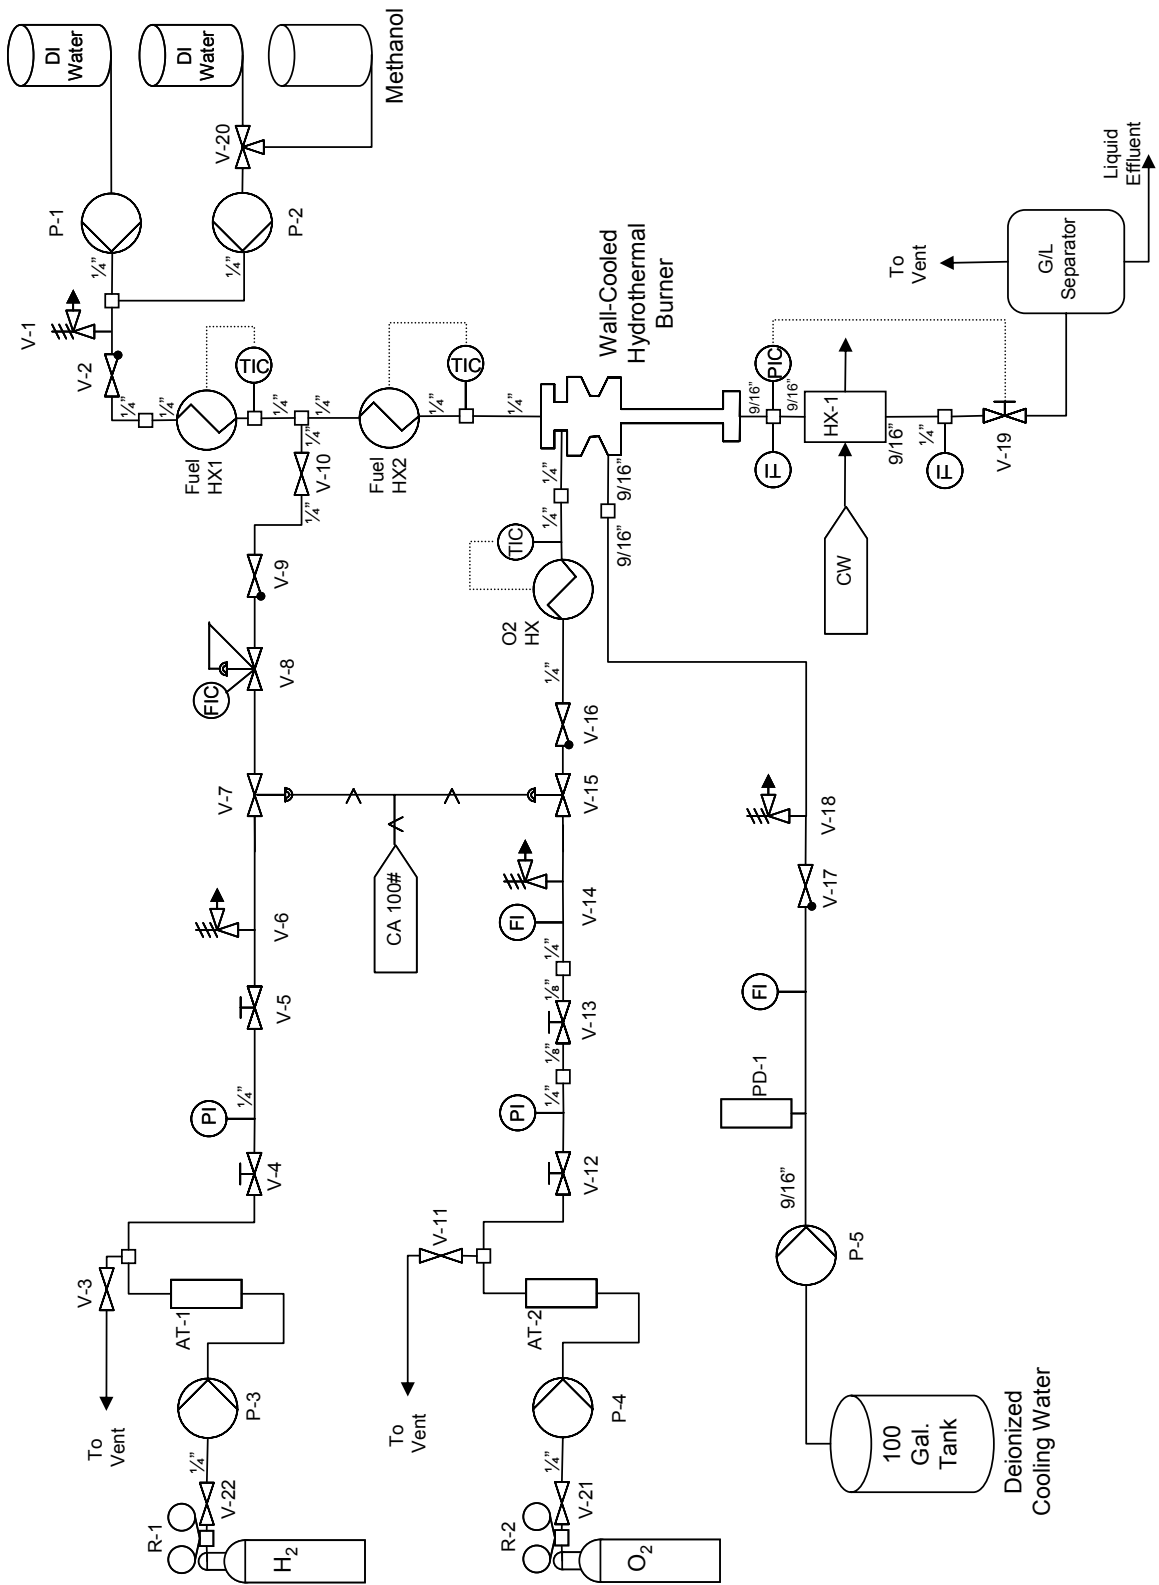 H₂
R-1
V-22
¼”
P-3
To
Vent
AT-1
V-3
V-4
PI
¼”
V-5
V-6
V-7
FIC
V-8
V-9
¼”
V-10
¼”
Fuel
HX1
TIC
¼”
¼”
¼”
¼”
V-2
V-1
¼”
P-1
DI
Water
¼”
P-2
V-20
DI
Water
Methanol
Fuel
HX2
TIC
¼”
¼”
O₂
R-2
V-21
¼”
P-4
To
Vent
AT-2
V-11
V-12
PI
¼”
⅛”
V-13
⅛”
¼”
FI
V-14
CA 100#
V-15
V-16
¼”
O2
HX
TIC
¼”
¼”
Wall-Cooled
Hydrothermal
Burner
100
Gal.
Tank
Deionized
Cooling Water
P-5
9/16”
PD-1
FI
V-17
V-18
9/16”
9/16”
9/16”
9/16”
PIC
TI
CW
HX-1
9/16”
¼”
TI
V-19
G/L
Separator
To
Vent
Liquid
Effluent